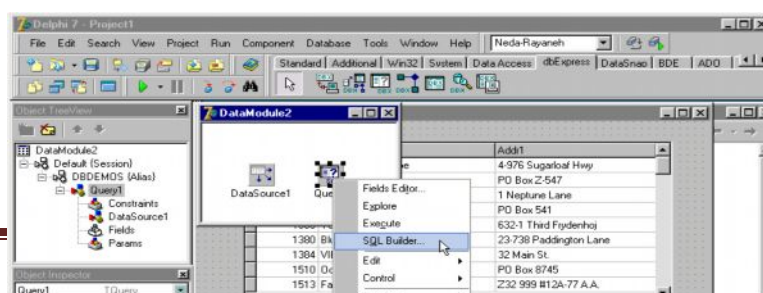 Delphi 7 - Project1
File Edit Search View Project Run Component Database Tools Window Help Neda-Rayaneh
Standard Additional Win32 System Data Access dbExpress DataSnap BDE ADO
Object TreeView
DataModule2
Default {Session}
DBDEMOS {Alias}
Query1
Constraints
DataSource1
Fields
Params
Object Inspector
Query1 TQuery
DataModule2
DataSource1
Fields Editor...
Explore
Execute
SQL Builder...
Edit
Control
Addr1
4-976 Sugarloaf Hwy
PO Box Z-547
1 Neptune Lane
PO Box 541
632-1 Third Frydenhoj
1380 23-738 Paddington Lane
1384 32 Main St.
1510 PO Box 8745
1513 Z32 999 #12A-77 A.A.